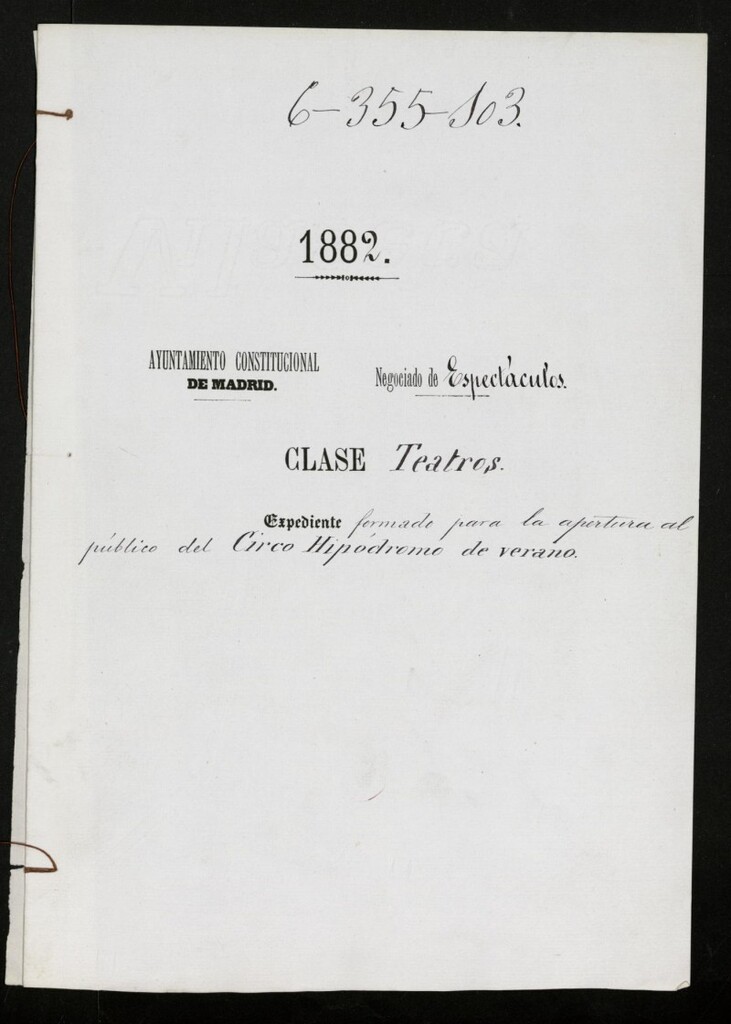 6-355-103.
1882.
AYUNTAMIENTO CONSTITUCIONAL
DE MADRID.
Negociado de Espectáculos.
CLASE Teatros.
Expediente formado para la apertura al
público del Circo Hipódromo de verano.